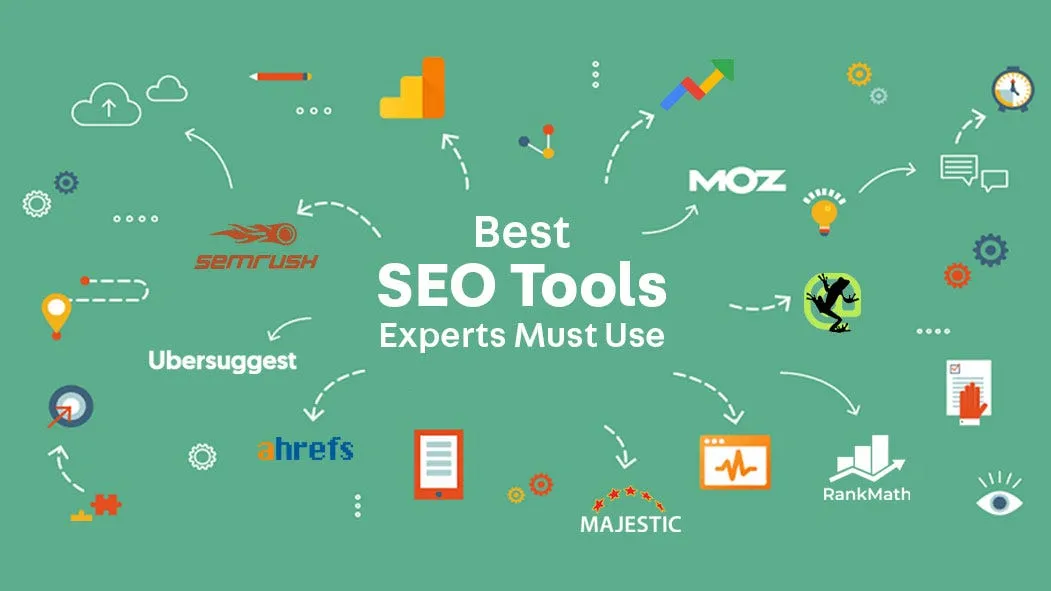 MOZ
semrush
Best
SEO Tools
Experts Must Use
Ubersuggest
ahrefs
MAJESTIC
RankMath